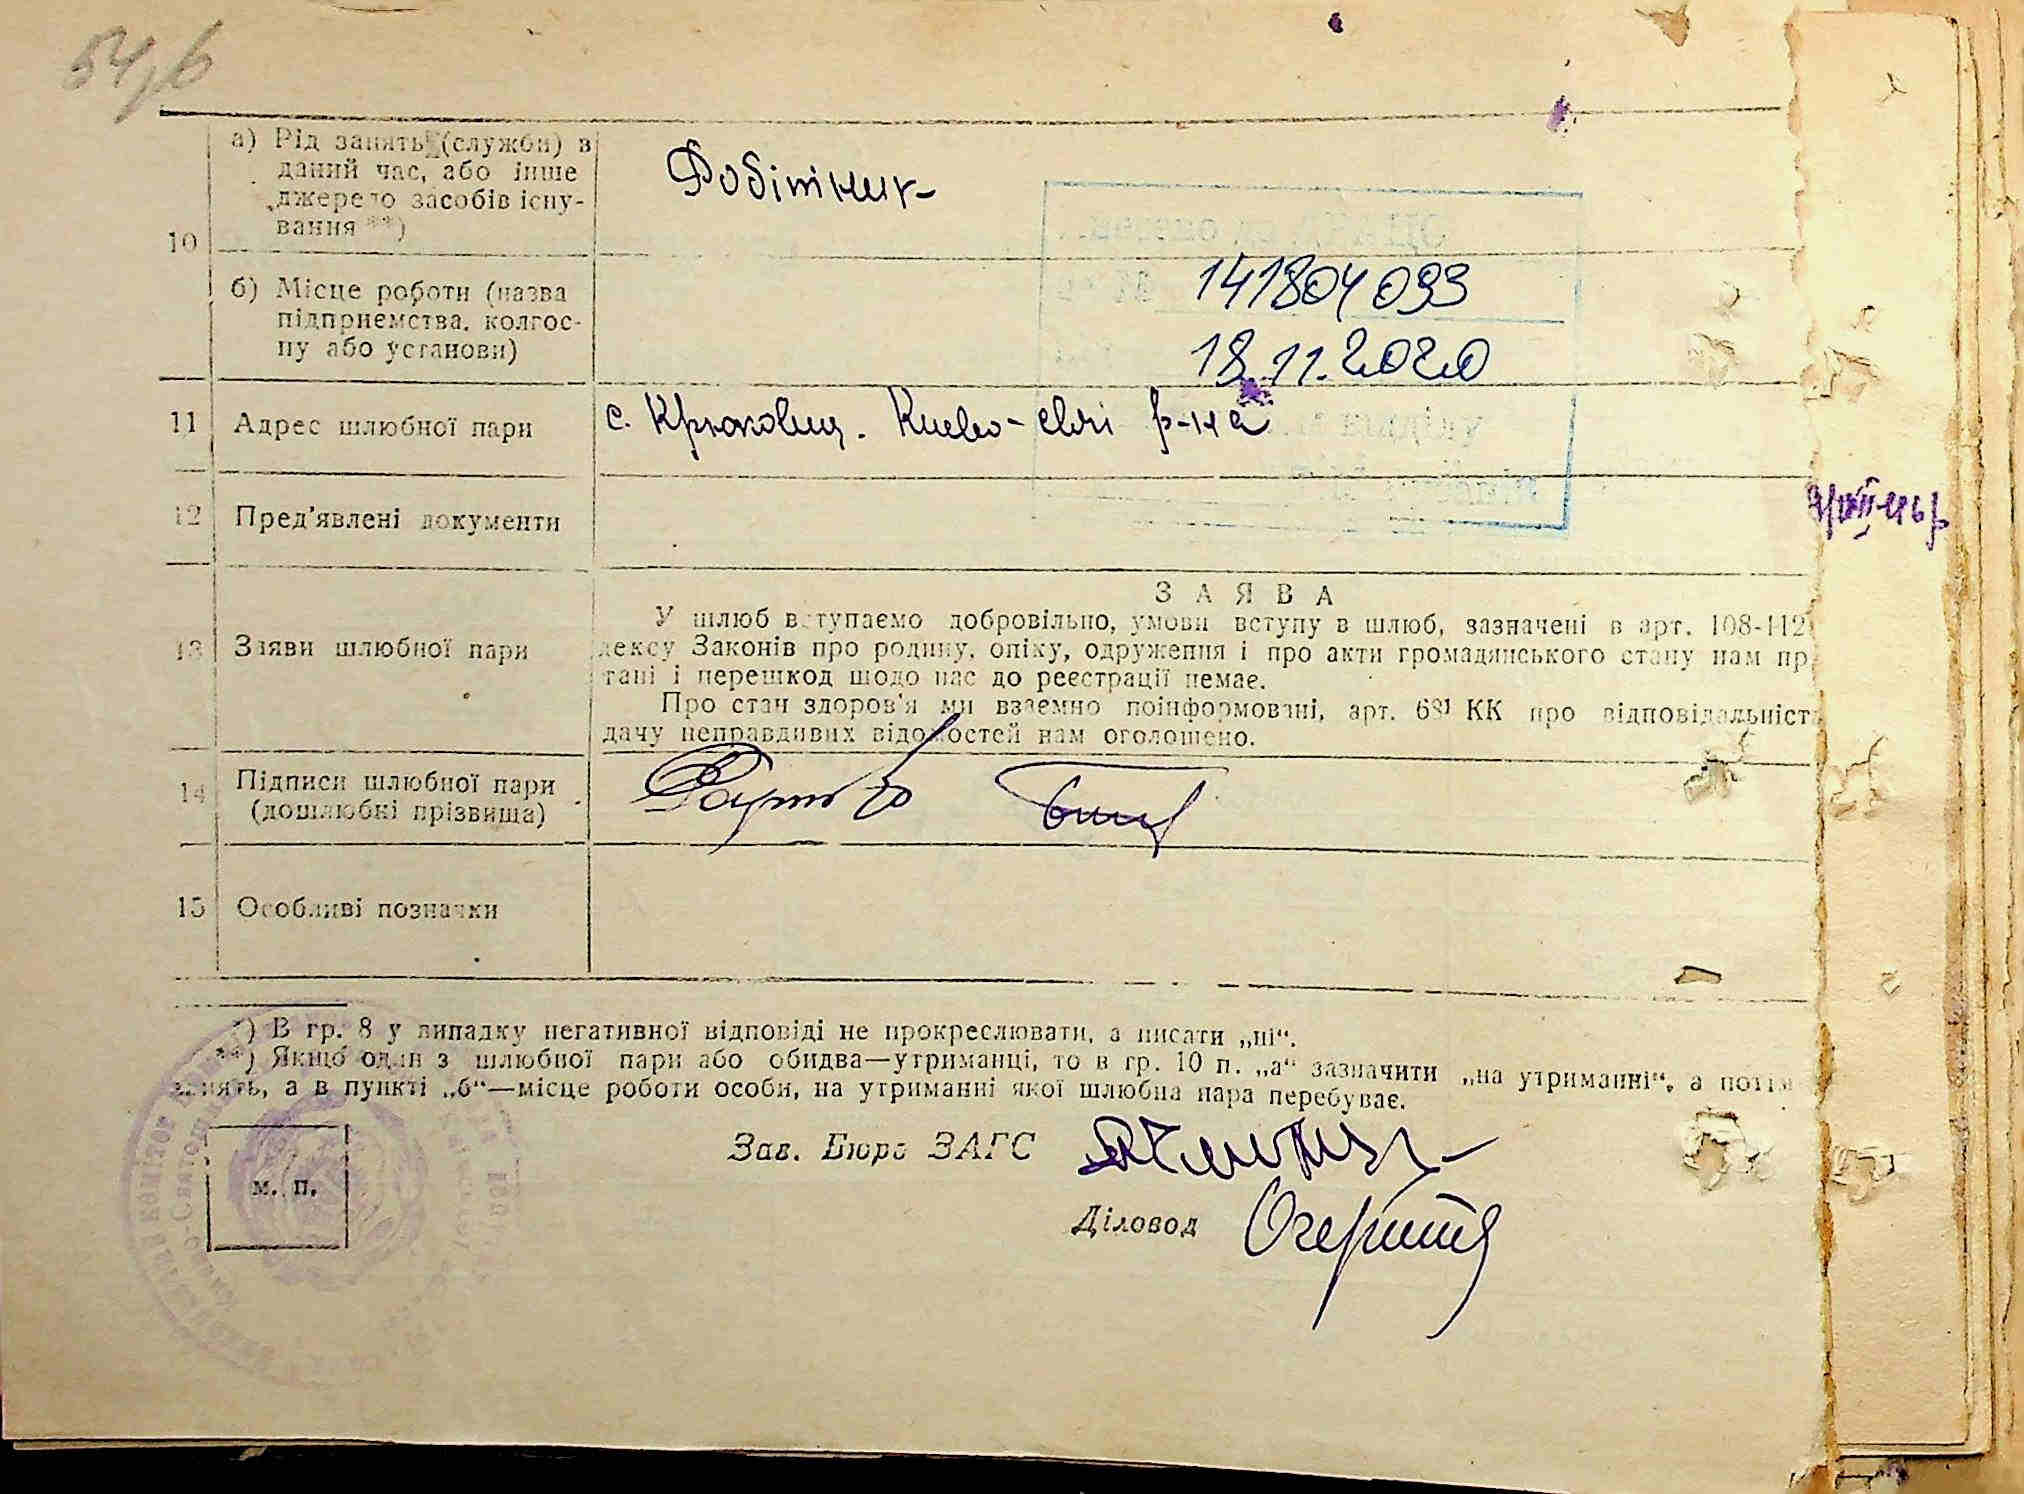 а) Рід занять (служби) в
даний час, або інше
джерело засобів існу-
вання **)
Робітник
10
б) Місце роботи (назва
підприємства, колгос-
пу або установи)
141804093
18.11.2020
11 Адрес шлюбної пари
с. Крюковщ. Києво-свят р-на
12 Пред'явлені документи
13 Заяви шлюбної пари
ЗАЯВА
У шлюб вступаємо добровільно, умови вступу в шлюб, зазначені в арт. 108-112
дексу Законів про родину, опіку, одруження і про акти громадянського стану нам пр
тані і перешкод щодо нас до реєстрації немає.
Про стан здоров'я ми взаємно поінформовані, арт. 68¹ КК про відповідальніст
дачу неправдивих відомостей нам оголошено.
14 Підписи шлюбної пари
(дошлюбні прізвища)
15 Особливі позначки
*) В гр. 8 у випадку негативної відповіді не прокреслювати, а писати „ні“.
**) Якщо один з шлюбної пари або обидва—утриманці, то в гр. 10 п. „а“ зазначити „на утриманні“, а потім
занять, а в пункті „б“—місце роботи особи, на утриманні якої шлюбна пара перебуває.
Зав. Бюро ЗАГС
м. п.
Діловод